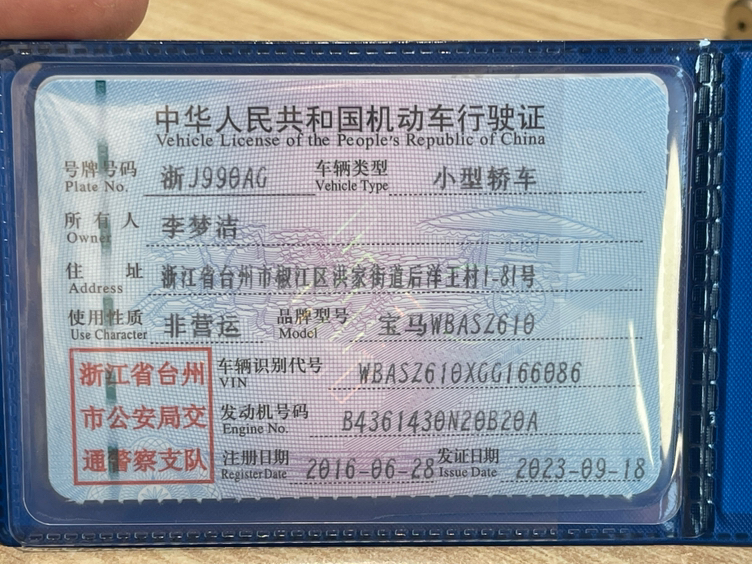 中华人民共和国机动车行驶证
Vehicle License of the People's Republic of China
号牌号码 浙J990AG 车辆类型 小型轿车
Plate No. Vehicle Type
所有人 李梦洁
Owner
住址 浙江省台州市椒江区洪家街道后洋王村1-81号
Address
使用性质 非营运 品牌型号 宝马WBASZ610
Use Character Model
浙江省台州
市公安局交
通警察支队
车辆识别代号 WBASZ610XGG166086
VIN
发动机号码 B4361430N20B20A
Engine No.
注册日期 2016-06-28 发证日期 2023-09-18
Register Date Issue Date